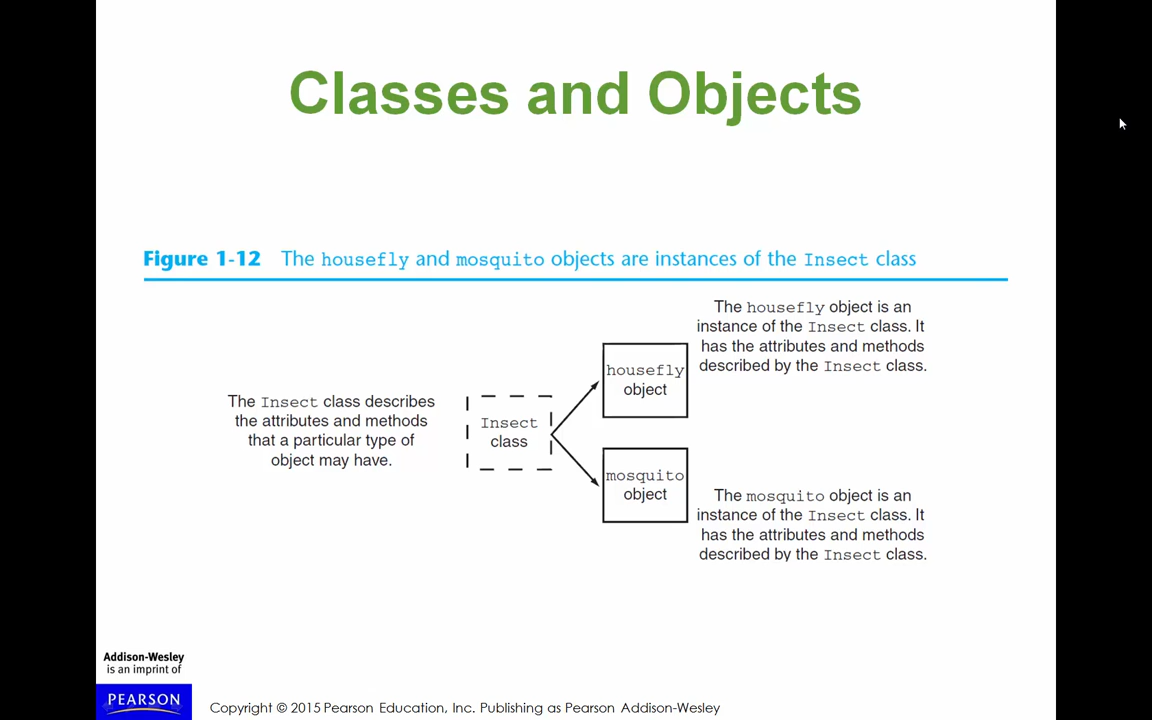 Classes and Objects
Figure 1-12 The housefly and mosquito objects are instances of the Insect class
The housefly object is an
instance of the Insect class. It
has the attributes and methods
described by the Insect class.
housefly
object
The Insect class describes
the attributes and methods
that a particular type of
object may have.
Insect
class
mosquito
object
The mosquito object is an
instance of the Insect class. It
has the attributes and methods
described by the Insect class.
Addison-Wesley
is an imprint of
PEARSON
Copyright © 2015 Pearson Education, Inc. Publishing as Pearson Addison-Wesley